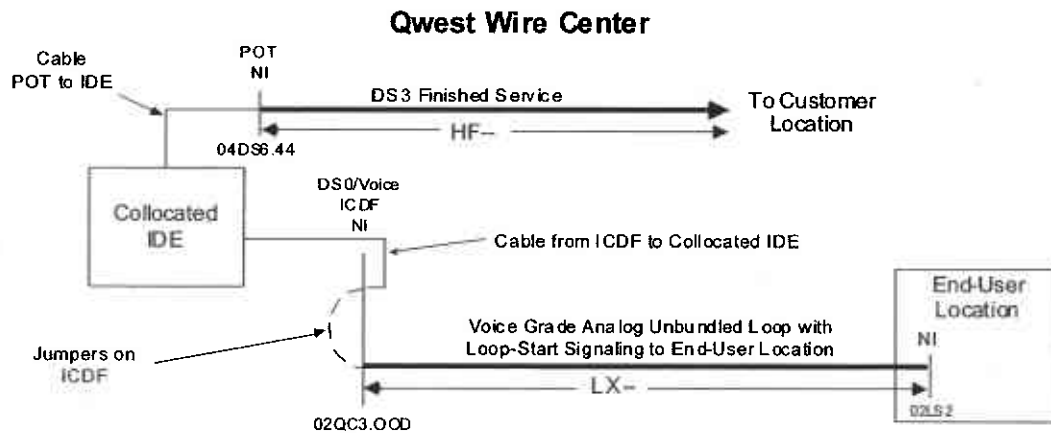 Qwest Wire Center
Cable
POT to IDE
POT
NI
DS3 Finished Service
To Customer
Location
HF–
04DS6.44
Collocated
IDE
DS0/Voice
ICDF
NI
Cable from ICDF to Collocated IDE
End-User
Location
Voice Grade Analog Unbundled Loop with
Loop-Start Signaling to End-User Location
NI
Jumpers on
ICDF
LX–
02LS2
02QC3.OOD